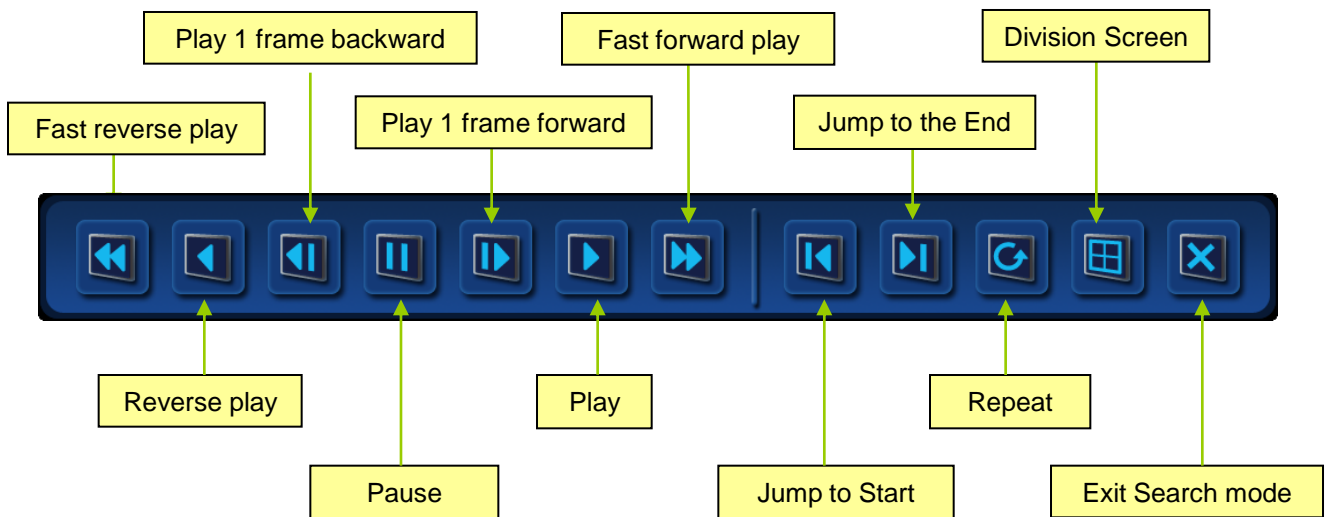 Play 1 frame backward
Fast forward play
Division Screen
Fast reverse play
Play 1 frame forward
Jump to the End
Reverse play
Play
Repeat
Pause
Jump to Start
Exit Search mode